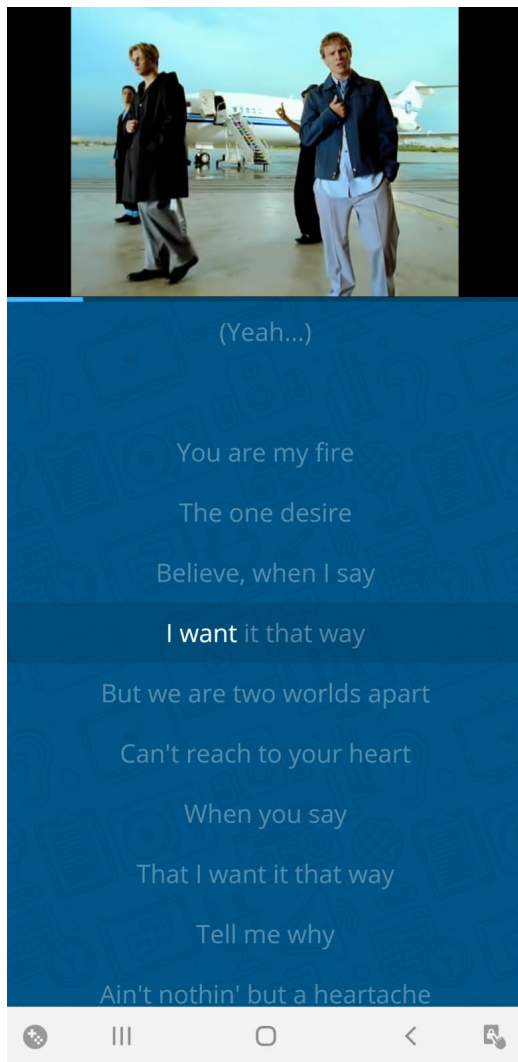 (Yeah...)
You are my fire
The one desire
Believe, when I say
I want it that way
But we are two worlds apart
Can't reach to your heart
When you say
That I want it that way
Tell me why
Ain't nothin' but a heartache